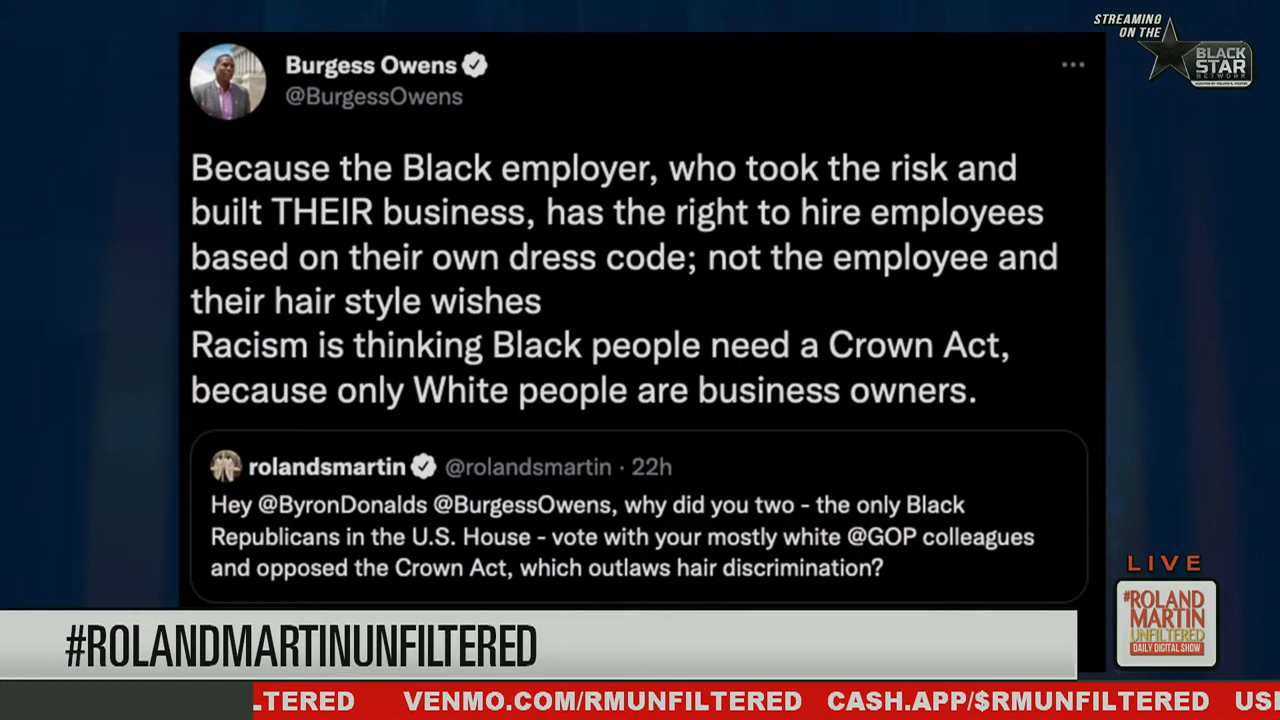 STREAMING
ON THE
BLACK
STAR
NETWORK
Burgess Owens
@BurgessOwens
Because the Black employer, who took the risk and
built THEIR business, has the right to hire employees
based on their own dress code; not the employee and
their hair style wishes
Racism is thinking Black people need a Crown Act,
because only White people are business owners.
rolandsmartin @rolandsmartin · 22h
Hey @ByronDonalds @BurgessOwens, why did you two - the only Black
Republicans in the U.S. House - vote with your mostly white @GOP colleagues
and opposed the Crown Act, which outlaws hair discrimination?
LIVE
#ROLAND
MARTIN
UNFILTERED
DAILY DIGITAL SHOW
#ROLANDMARTINUNFILTERED
.TERED VENMO.COM/RMUNFILTERED CASH.APP/$RMUNFILTERED